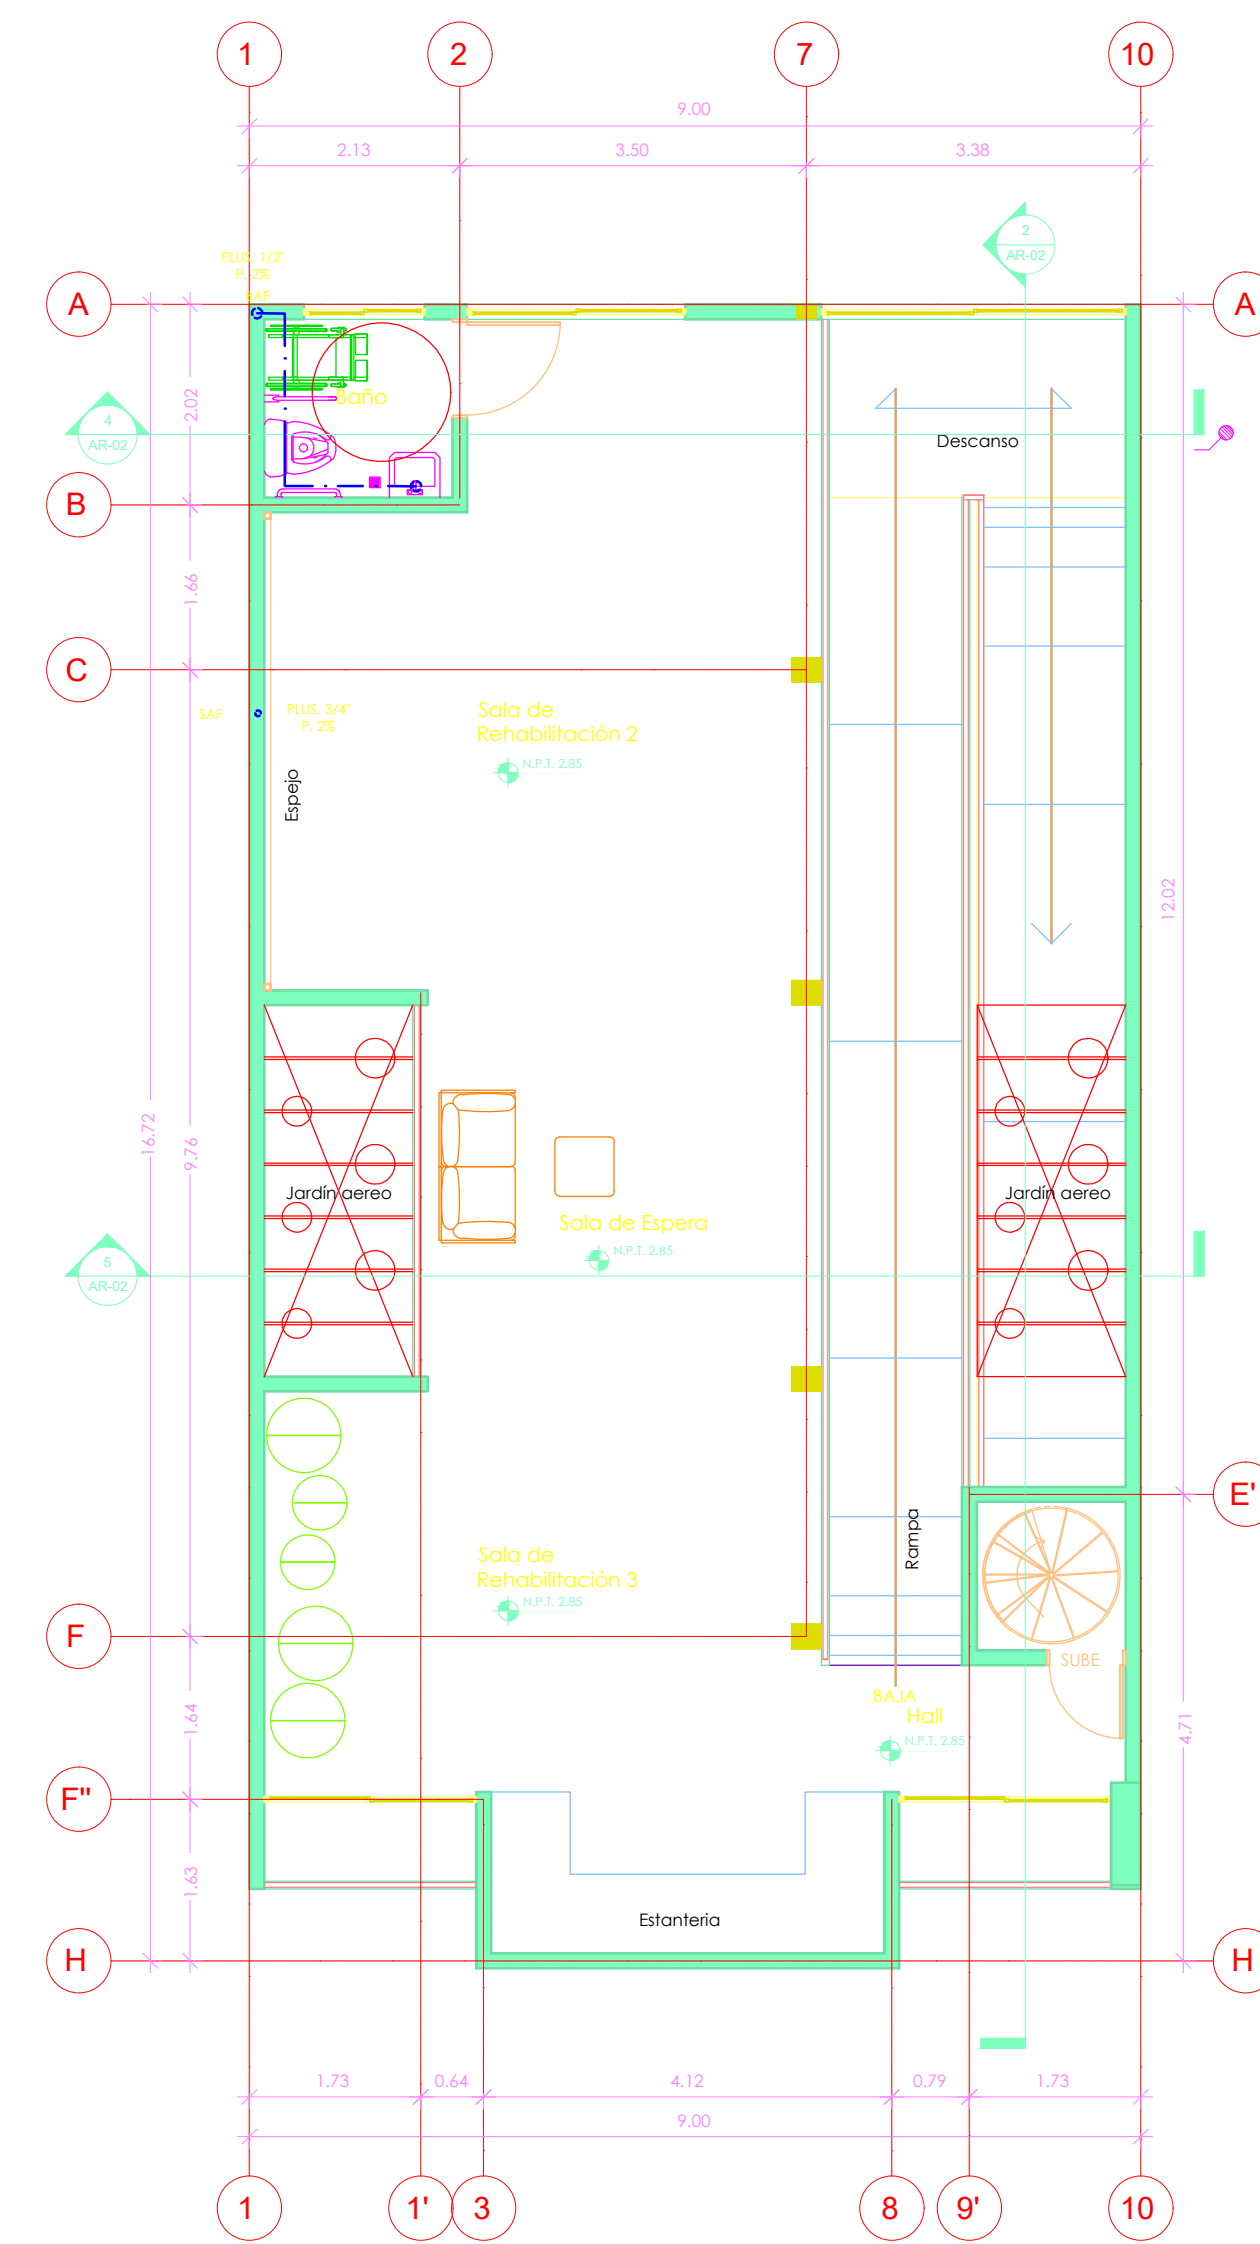 1
2
7
10
9.00
2.13
3.50
3.38
2
AR-02
PLUS. 1/2"
P. 2%
A
A
2.02
Baño
4
AR-02
Descanso
B
1.66
C
SAF
PLUS. 3/4"
P. 2%
Sala de
Rehabilitación 2
N.P.T. 2.85
Espejo
12.02
16.72
9.76
Jardín aereo
Jardín aereo
Sala de Espera
N.P.T. 2.85
5
AR-02
E'
Rampa
Sala de
Rehabilitación 3
N.P.T. 2.85
F
SUBE
BAJA
Hall
N.P.T. 2.85
1.64
4.71
F"
1.63
Estanteria
H
H
1.73
0.64
4.12
0.79
1.73
9.00
1
1'
3
8
9'
10